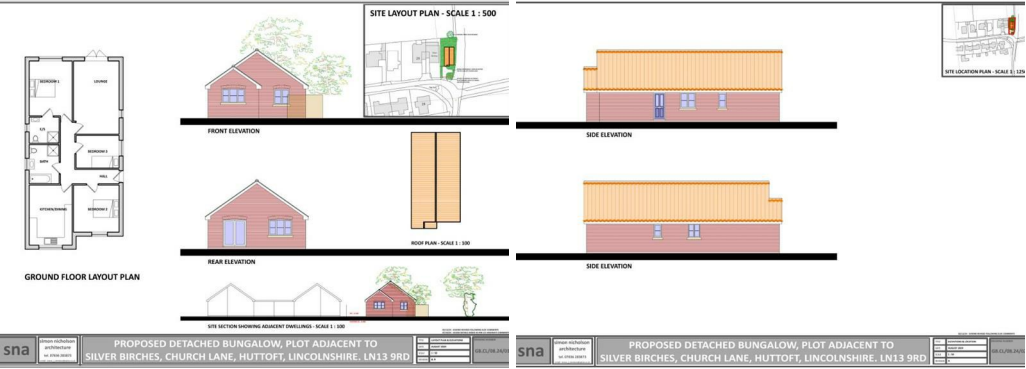 SITE LAYOUT PLAN - SCALE 1 : 500
BEDROOM 1
LOUNGE
E/S
BATH
BEDROOM 3
HALL
KITCHEN/DINING
BEDROOM 2
GROUND FLOOR LAYOUT PLAN
FRONT ELEVATION
REAR ELEVATION
ROOF PLAN - SCALE 1 : 100
SITE SECTION SHOWING ADJACENT DWELLINGS - SCALE 1 : 100
sna
simon nicholson
architecture
PROPOSED DETACHED BUNGALOW, PLOT ADJACENT TO
SILVER BIRCHES, CHURCH LANE, HUTTOFT, LINCOLNSHIRE. LN13 9RD
SITE LOCATION PLAN - SCALE 1 : 1250
SIDE ELEVATION
SIDE ELEVATION
sna
simon nicholson
architecture
PROPOSED DETACHED BUNGALOW, PLOT ADJACENT TO
SILVER BIRCHES, CHURCH LANE, HUTTOFT, LINCOLNSHIRE. LN13 9RD